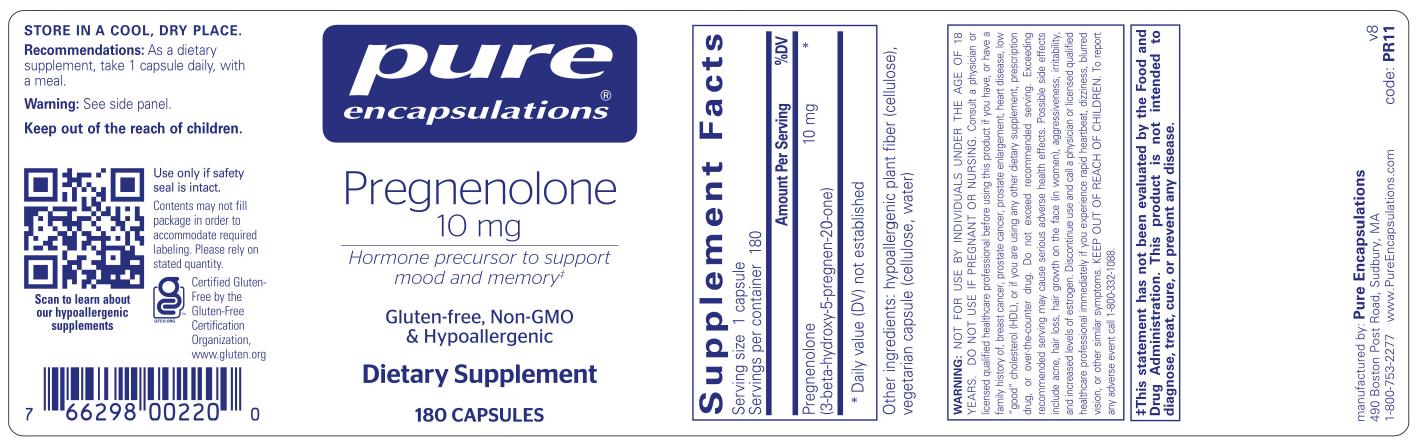 STORE IN A COOL, DRY PLACE.
Recommendations: As a dietary
supplement, take 1 capsule daily, with
a meal.
Warning: See side panel.
Keep out of the reach of children.
Use only if safety
seal is intact.
Contents may not fill
package in order to
accommodate required
labeling. Please rely on
stated quantity.
Scan to learn about
our hypoallergenic
supplements
GFCO.ORG
Certified Gluten-
Free by the
Gluten-Free
Certification
Organization,
www.gluten.org
7 66298 00220 0
pure
encapsulations®
Pregnenolone
10 mg
Hormone precursor to support
mood and memory‡
Gluten-free, Non-GMO
& Hypoallergenic
Dietary Supplement
180 CAPSULES
Supplement Facts
Serving size 1 capsule
Servings per container 180
Amount Per Serving %DV
Pregnenolone 10 mg *
(3-beta-hydroxy-5-pregnen-20-one)
* Daily value (DV) not established
Other ingredients: hypoallergenic plant fiber (cellulose),
vegetarian capsule (cellulose, water)
WARNING: NOT FOR USE BY INDIVIDUALS UNDER THE AGE OF 18
YEARS. DO NOT USE IF PREGNANT OR NURSING. Consult a physician or
licensed qualified healthcare professional before using this product if you have, or have a
family history of, breast cancer, prostate cancer, prostate enlargement, heart disease, low
"good" cholesterol (HDL), or if you are using any other dietary supplement, prescription
drug, or over-the-counter drug. Do not exceed recommended serving. Exceeding
recommended serving may cause serious adverse health effects. Possible side effects
include acne, hair loss, hair growth on the face (in women), aggressiveness, irritability,
and increased levels of estrogen. Discontinue use and call a physician or licensed qualified
healthcare professional immediately if you experience rapid heartbeat, dizziness, blurred
vision, or other similar symptoms. KEEP OUT OF REACH OF CHILDREN. To report
any adverse event call 1-800-332-1088.
‡This statement has not been evaluated by the Food and
Drug Administration. This product is not intended to
diagnose, treat, cure, or prevent any disease.
manufactured by: Pure Encapsulations
490 Boston Post Road, Sudbury, MA
1-800-753-2277 www.PureEncapsulations.com
v8
code: PR11